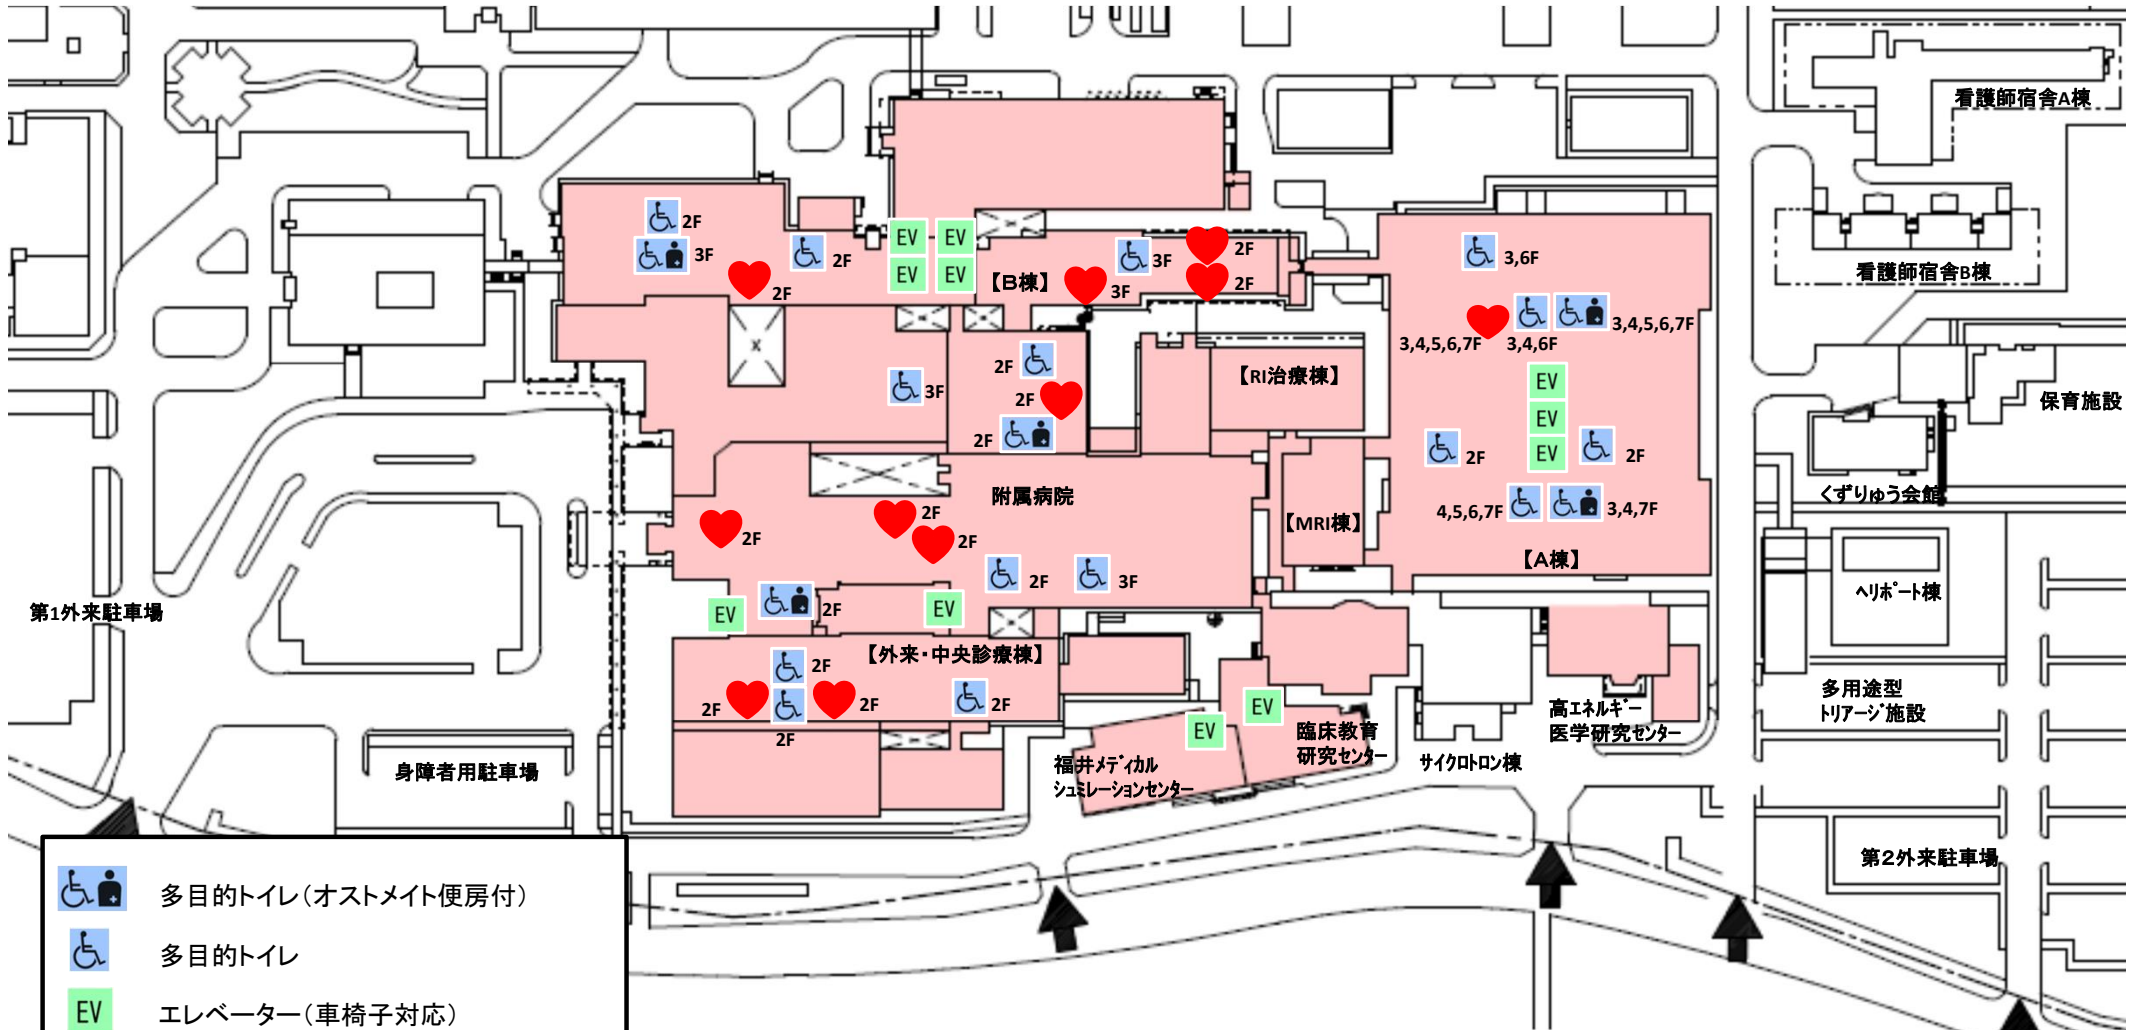 看護師宿舎A棟
看護師宿舎B棟
2F
3F
2F
2F
EV
EV
EV
EV
【B棟】
3F
3F
2F
2F
3,6F
3,4,5,6,7F
3,4,6F
3,4,5,6,7F
EV
EV
EV
2F
2F
4,5,6,7F
3,4,7F
【A棟】
【RI治療棟】
【MRI棟】
3F
2F
2F
2F
附属病院
2F
2F
2F
2F
3F
2F
EV
EV
【外来・中央診療棟】
2F
2F
2F
2F
2F
EV
EV
福井メディカル
シュミレーションセンター
臨床教育
研究センター
サイクロトロン棟
高エネルギー
医学研究センター
保育施設
くずりゅう会館
ヘリポート棟
多用途型
トリアージ施設
第2外来駐車場
第1外来駐車場
身障者用駐車場
多目的トイレ(オストメイト便房付)
多目的トイレ
EV エレベーター(車椅子対応)